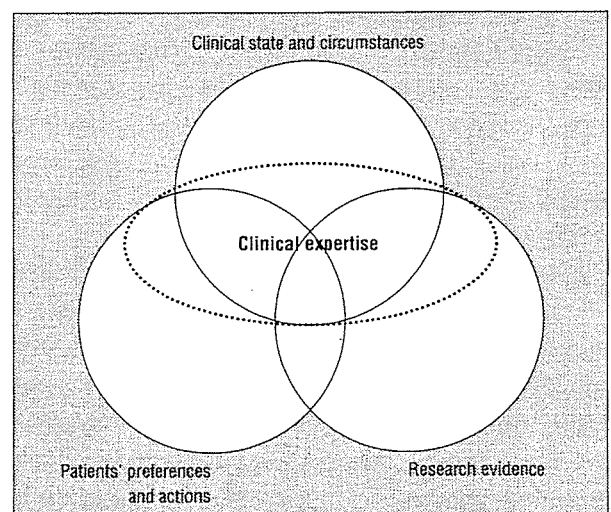 Clinical state and circumstances
Clinical expertise
Patients' preferences
and actions
Research evidence